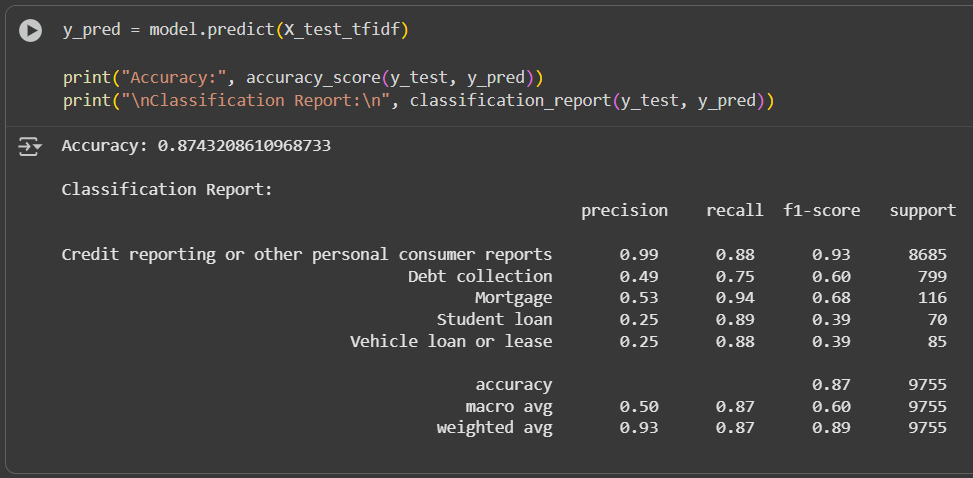 y_pred = model.predict(X_test_tfidf)
print("Accuracy:", accuracy_score(y_test, y_pred))
print("\nClassification Report:\n", classification_report(y_test, y_pred))
Accuracy: 0.8743208610968733
Classification Report:
precision recall f1-score support
Credit reporting or other personal consumer reports 0.99 0.88 0.93 8685
Debt collection 0.49 0.75 0.60 799
Mortgage 0.53 0.94 0.68 116
Student loan 0.25 0.89 0.39 70
Vehicle loan or lease 0.25 0.88 0.39 85
accuracy 0.87 9755
macro avg 0.50 0.87 0.60 9755
weighted avg 0.93 0.87 0.89 9755